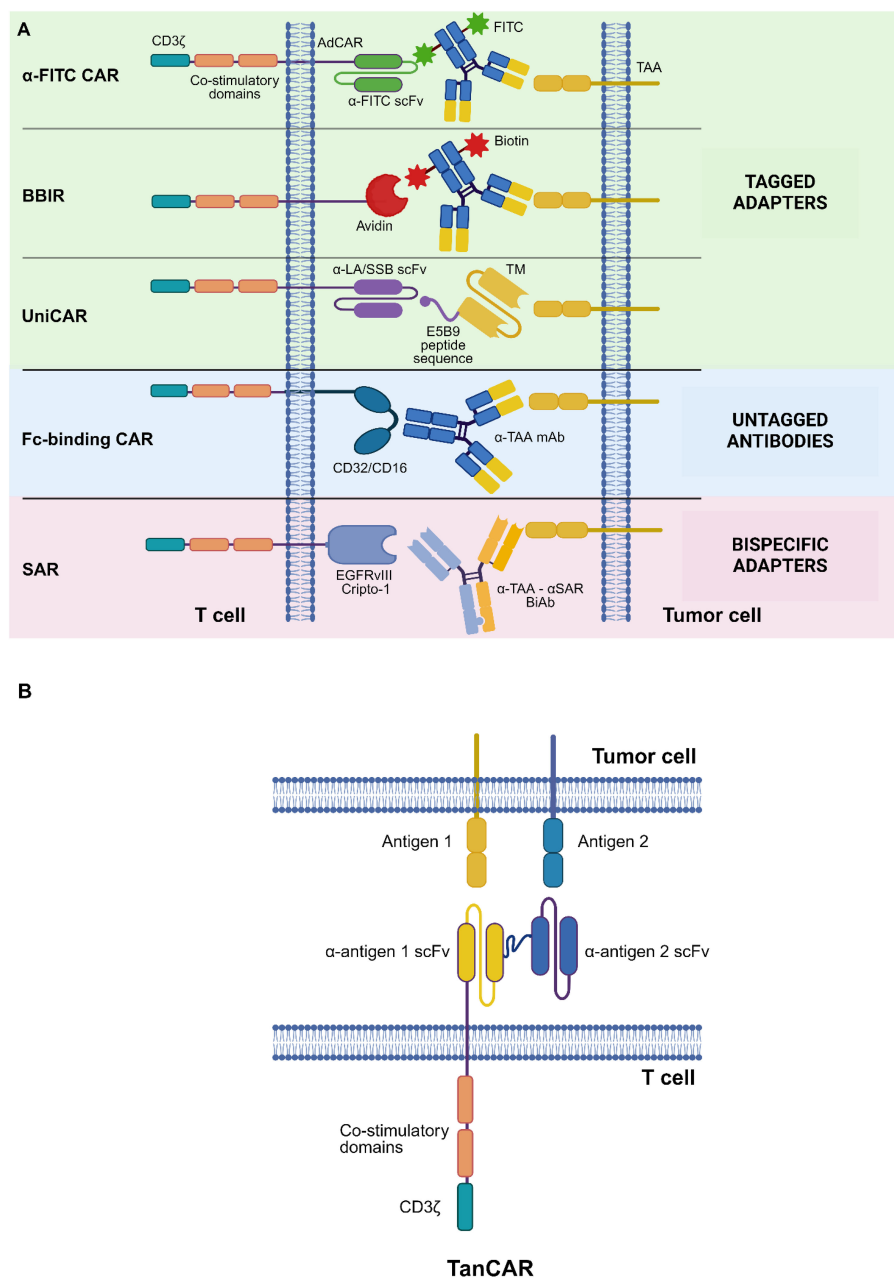 A
CD3ζ
AdCAR
FITC
α-FITC CAR
Co-stimulatory
domains
α-FITC scFv
TAA
BBIR
Biotin
Avidin
TAGGED
ADAPTERS
UniCAR
α-LA/SSB scFv
TM
E5B9
peptide
sequence
Fc-binding CAR
CD32/CD16
α-TAA mAb
UNTAGGED
ANTIBODIES
SAR
EGFRvIII
Cripto-1
α-TAA - αSAR
BiAb
BISPECIFIC
ADAPTERS
T cell
Tumor cell
B
Tumor cell
Antigen 1
Antigen 2
α-antigen 1 scFv
α-antigen 2 scFv
T cell
Co-stimulatory
domains
CD3ζ
TanCAR